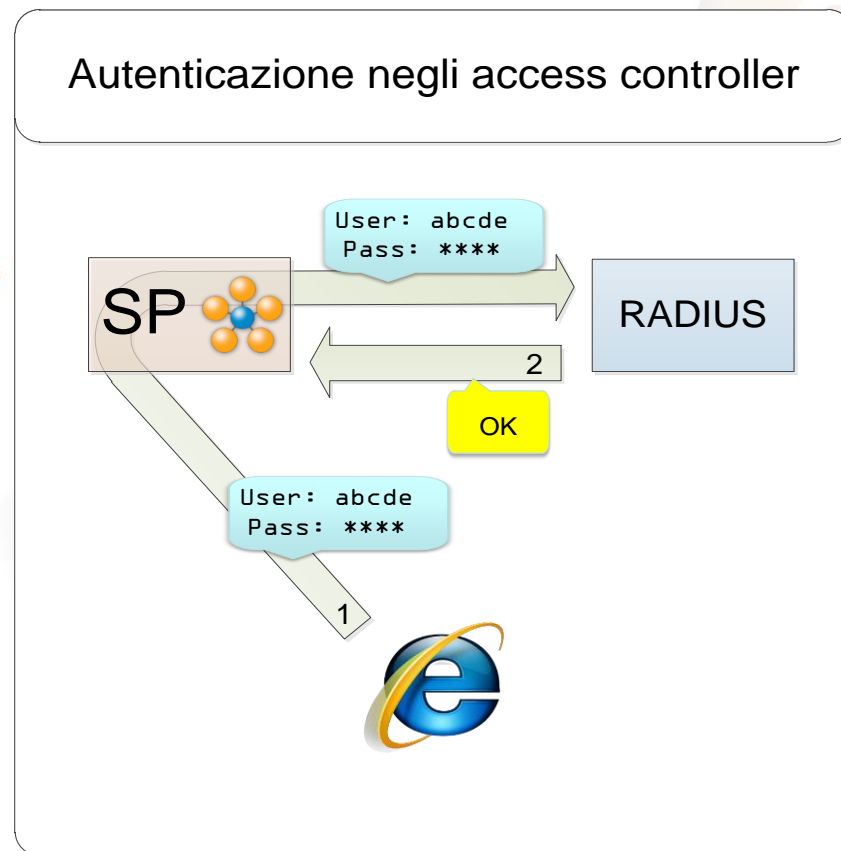 Autenticazione negli access controller
User: abcde
Pass: ****
SP
RADIUS
2
OK
User: abcde
Pass: ****
1